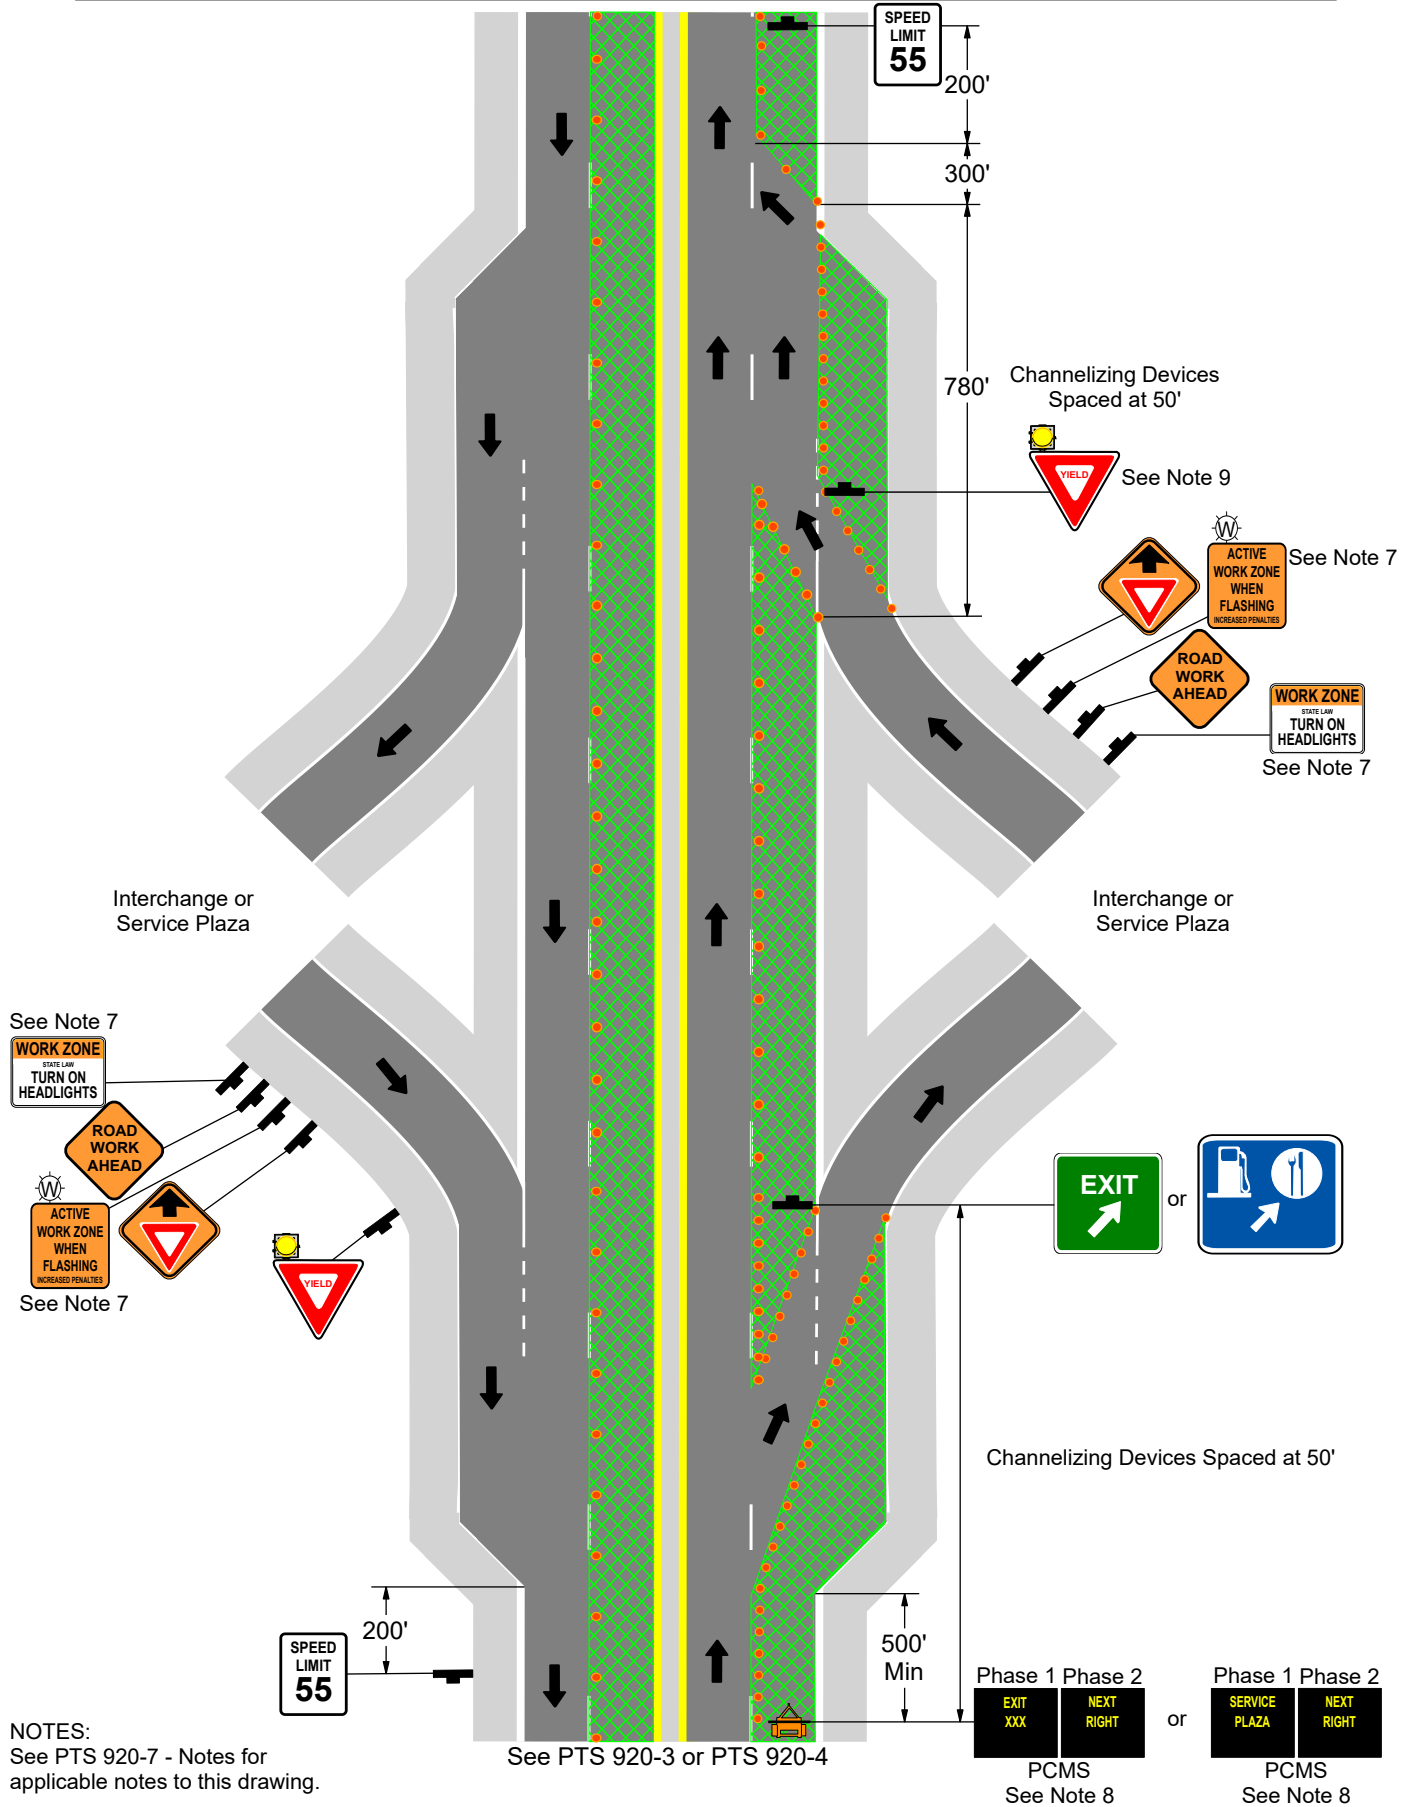 SPEED
LIMIT
55
200'
300'
780'
Channelizing Devices
Spaced at 50'
YIELD
See Note 9
W
ACTIVE
WORK ZONE
WHEN
FLASHING
INCREASED PENALTIES
See Note 7
ROAD
WORK
AHEAD
WORK ZONE
STATE LAW
TURN ON
HEADLIGHTS
See Note 7
Interchange or
Service Plaza
Interchange or
Service Plaza
See Note 7
WORK ZONE
STATE LAW
TURN ON
HEADLIGHTS
ROAD
WORK
AHEAD
W
ACTIVE
WORK ZONE
WHEN
FLASHING
INCREASED PENALTIES
See Note 7
YIELD
EXIT
or
Channelizing Devices Spaced at 50'
200'
SPEED
LIMIT
55
500'
Min
Phase 1 Phase 2
EXIT
XXX
NEXT
RIGHT
PCMS
See Note 8
or
Phase 1 Phase 2
SERVICE
PLAZA
NEXT
RIGHT
PCMS
See Note 8
See PTS 920-3 or PTS 920-4
NOTES:
See PTS 920-7 - Notes for
applicable notes to this drawing.